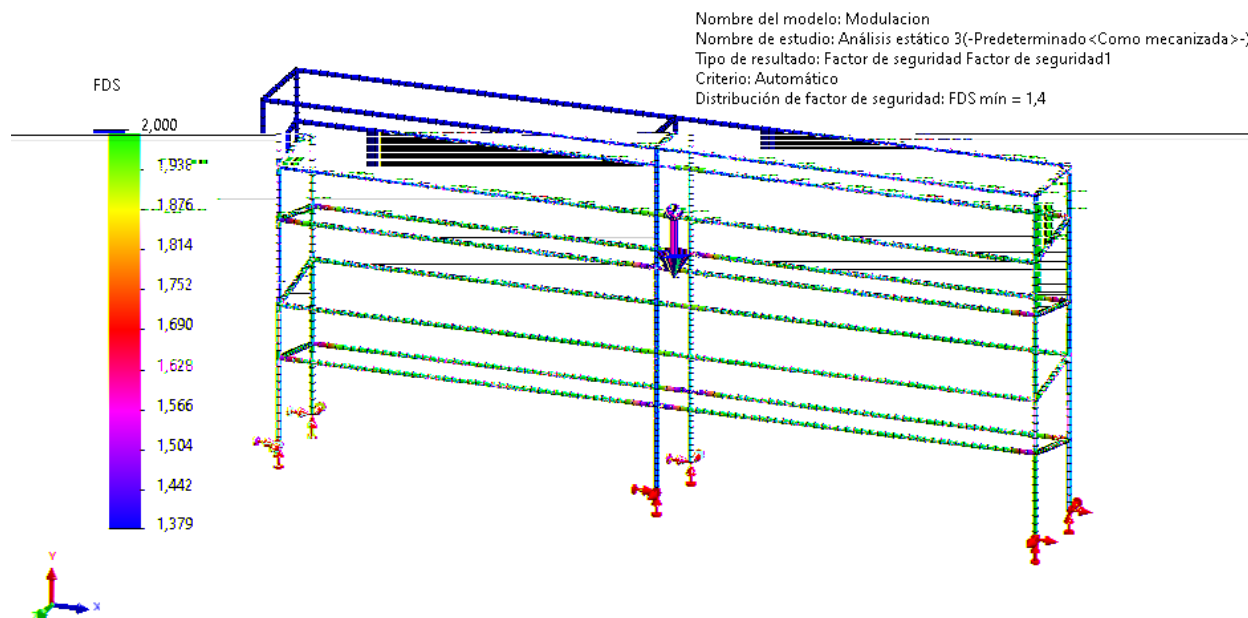 Nombre del modelo: Modulacion
Nombre de estudio: Análisis estático 3(-Predeterminado<Como mecanizada>-)
Tipo de resultado: Factor de seguridad Factor de seguridad1
Criterio: Automático
Distribución de factor de seguridad: FDS mín = 1,4
FDS
2,000
1,938
1,876
1,814
1,752
1,690
1,628
1,566
1,504
1,442
1,379
Y
X